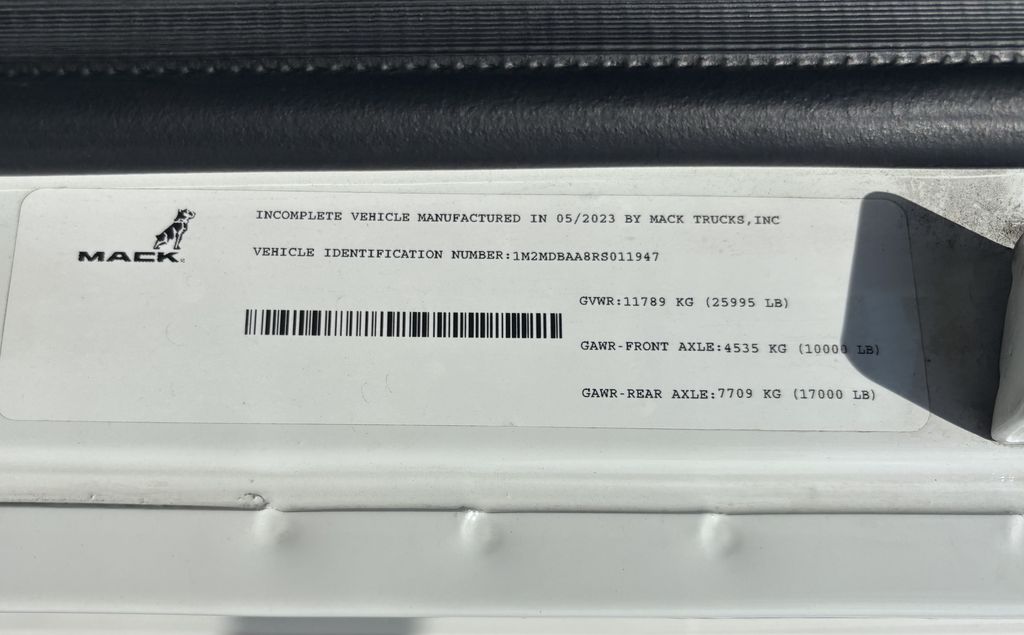 MACK
INCOMPLETE VEHICLE MANUFACTURED IN 05/2023 BY MACK TRUCKS,INC
VEHICLE IDENTIFICATION NUMBER:1M2MDBAA8RS011947
GVWR:11789 KG (25995 LB)
GAWR-FRONT AXLE:4535 KG (10000 LB)
GAWR-REAR AXLE:7709 KG (17000 LB)